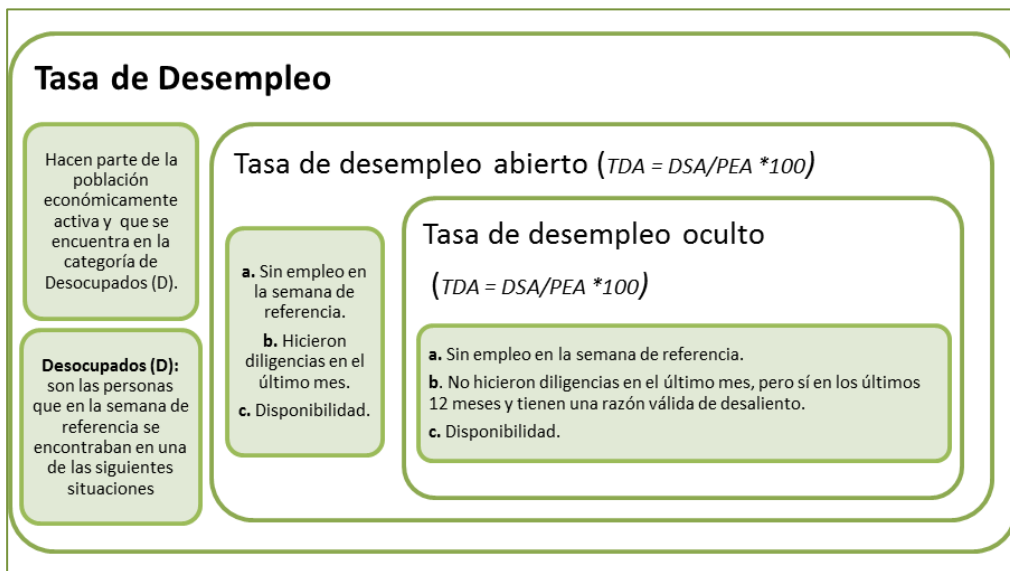 Tasa de Desempleo
Hacen parte de la
población
económicamente
activa y que se
encuentra en la
categoría de
Desocupados (D).
Desocupados (D):
son las personas
que en la semana de
referencia se
encontraban en una
de las siguientes
situaciones
Tasa de desempleo abierto (TDA = DSA/PEA *100)
a. Sin empleo en
la semana de
referencia.
b. Hicieron
diligencias en el
último mes.
c. Disponibilidad.
Tasa de desempleo oculto
(TDA = DSA/PEA *100)
a. Sin empleo en la semana de referencia.
b. No hicieron diligencias en el último mes, pero sí en los últimos
12 meses y tienen una razón válida de desaliento.
c. Disponibilidad.